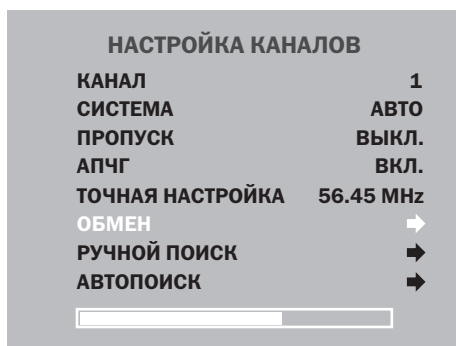 НАСТРОЙКА КАНАЛОВ
КАНАЛ 1
СИСТЕМА АВТО
ПРОПУСК ВЫКЛ.
АПЧГ ВКЛ.
ТОЧНАЯ НАСТРОЙКА 56.45 MHz
ОБМЕН
РУЧНОЙ ПОИСК
АВТОПОИСК